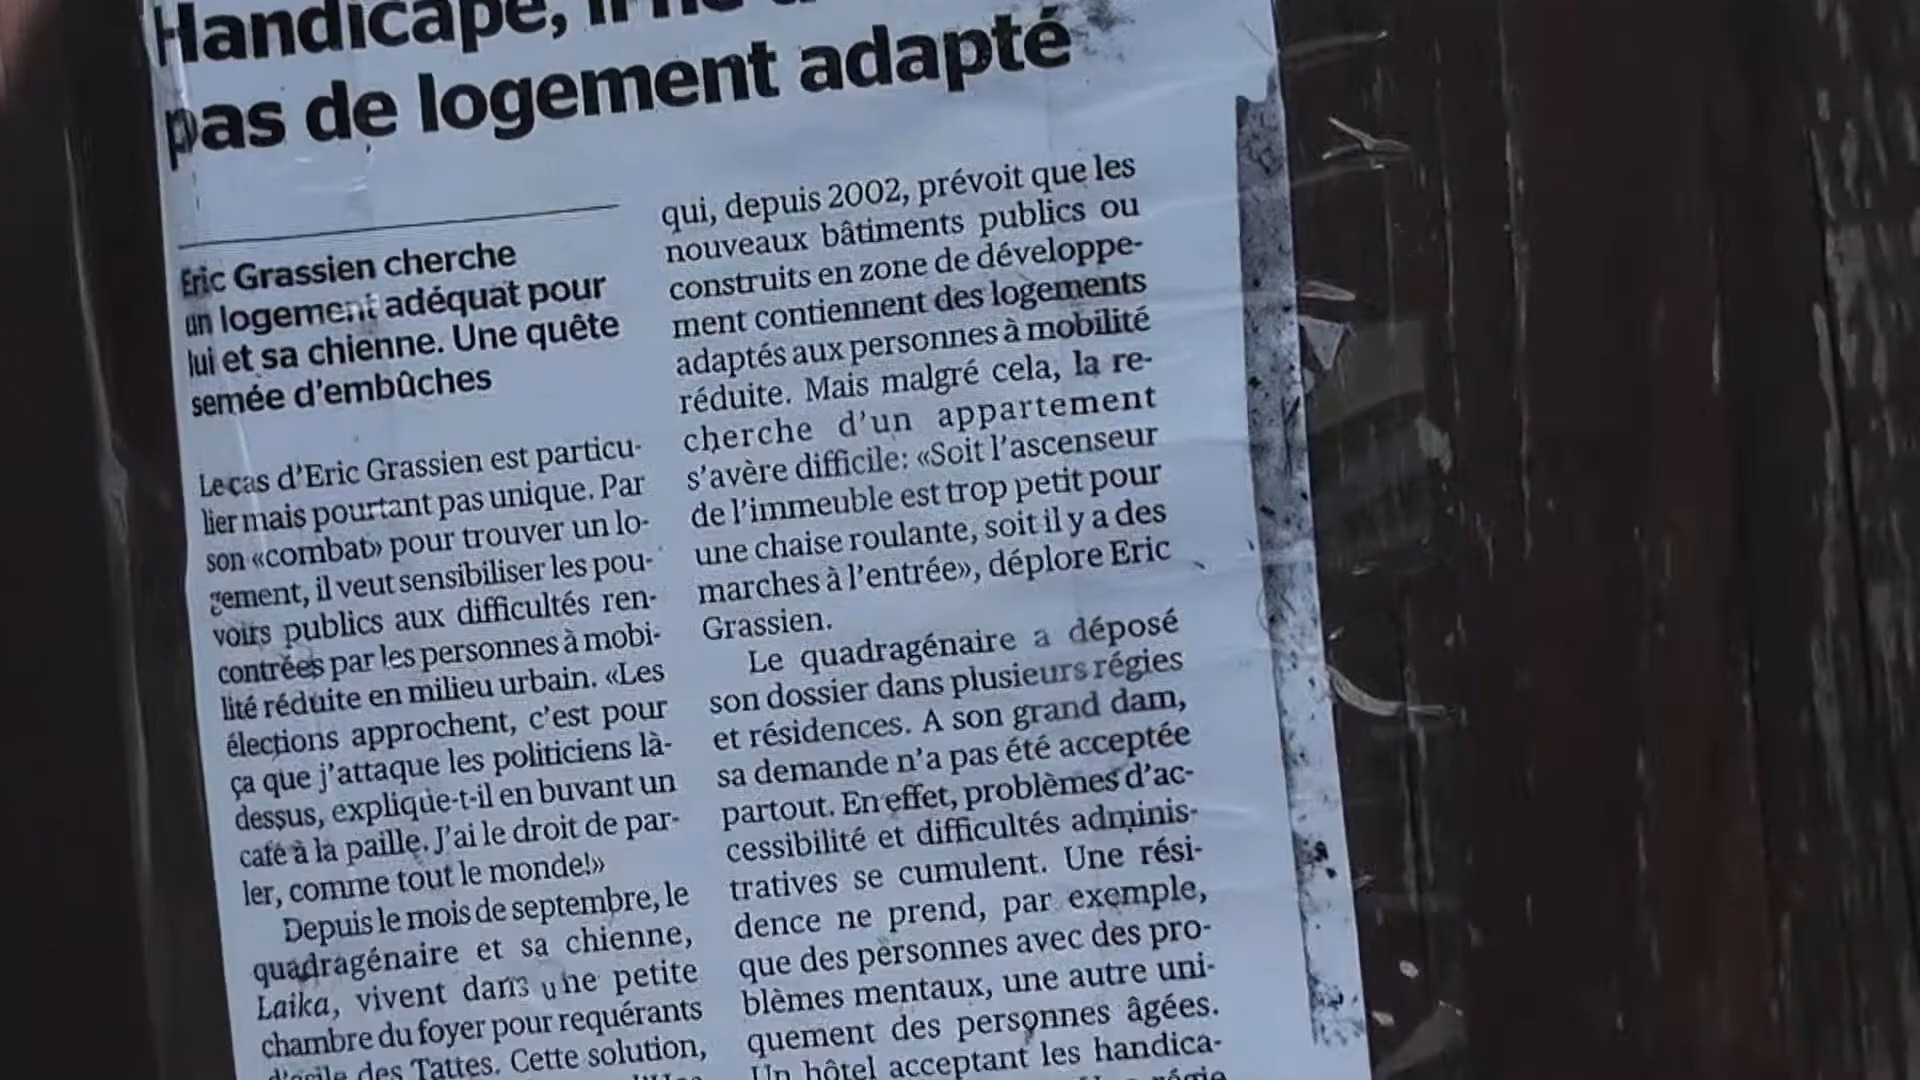 Handicapé, il ne
pas de logement adapté
Eric Grassien cherche
un logement adéquat pour
lui et sa chienne. Une quête
semée d'embûches
Le cas d'Eric Grassien est particu-
lier mais pourtant pas unique. Par
son «combat» pour trouver un lo-
gement, il veut sensibiliser les pou-
voirs publics aux difficultés ren-
contrées par les personnes à mobi-
lité réduite en milieu urbain. «Les
élections approchent, c'est pour
ça que j'attaque les politiciens là-
dessus, explique-t-il en buvant un
café à la paille. J'ai le droit de par-
ler, comme tout le monde!»
Depuis le mois de septembre, le
quadragénaire et sa chienne,
Laika, vivent dans une petite
chambre du foyer pour requérants
d'asile des Tattes. Cette solution,
qui, depuis 2002, prévoit que les
nouveaux bâtiments publics ou
construits en zone de développe-
ment contiennent des logements
adaptés aux personnes à mobilité
réduite. Mais malgré cela, la re-
cherche d'un appartement
s'avère difficile: «Soit l'ascenseur
de l'immeuble est trop petit pour
une chaise roulante, soit il y a des
marches à l'entrée», déplore Eric
Grassien.
Le quadragénaire a déposé
son dossier dans plusieurs régies
et résidences. A son grand dam,
sa demande n'a pas été acceptée
partout. En effet, problèmes d'ac-
cessibilité et difficultés adminis-
tratives se cumulent. Une rési-
dence ne prend, par exemple,
que des personnes avec des pro-
blèmes mentaux, une autre uni-
quement des personnes âgées.
Un hôtel acceptant les handica-
régie